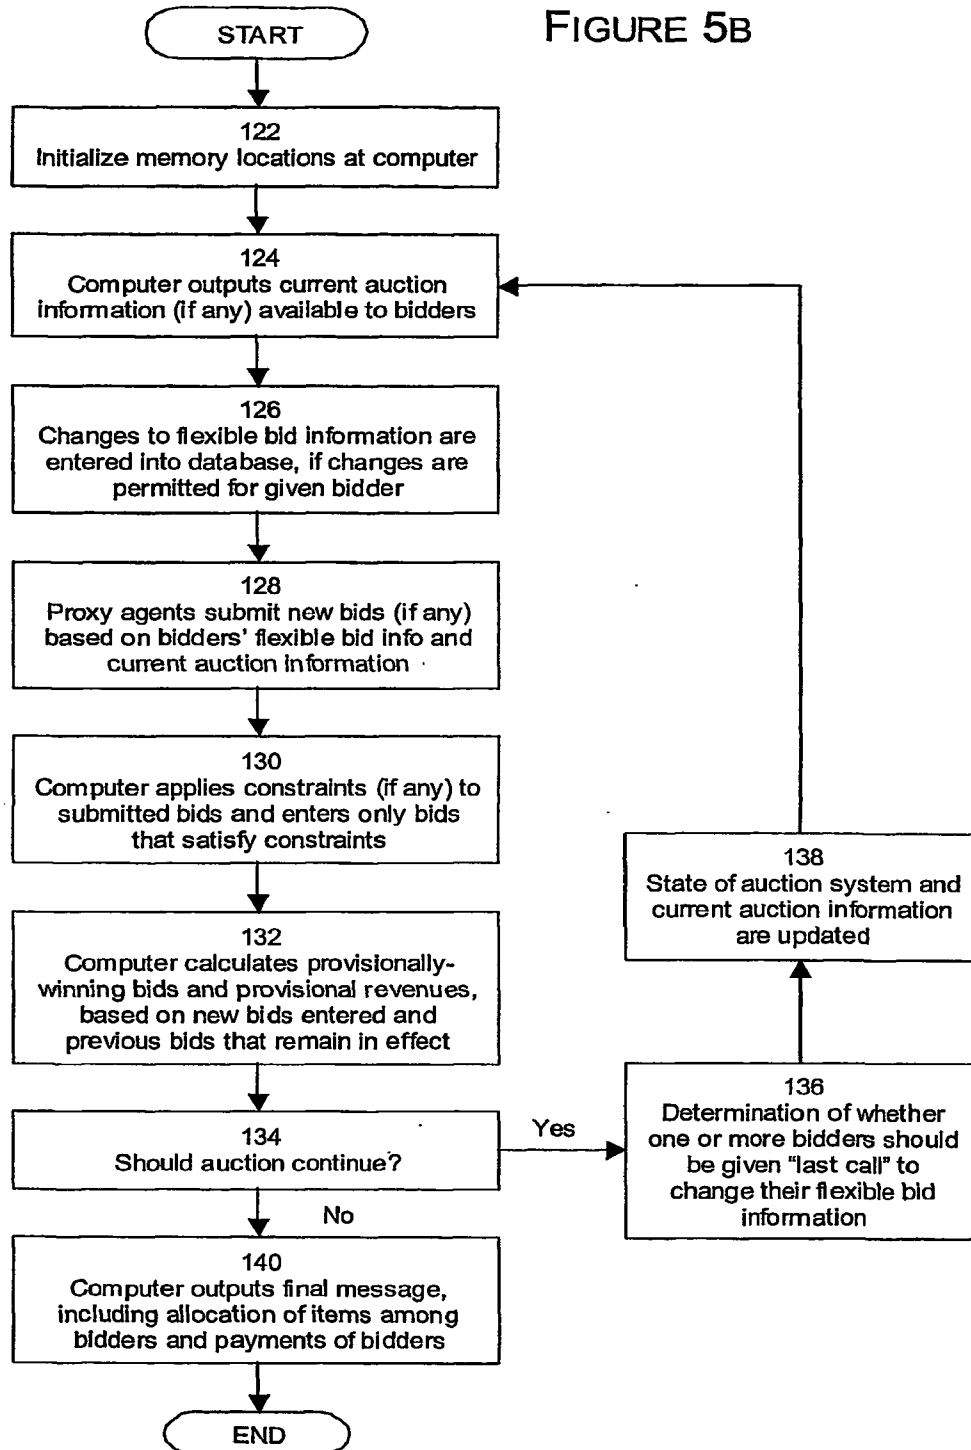 FIGURE 5B
START
122
Initialize memory locations at computer
124
Computer outputs current auction
information (if any) available to bidders
126
Changes to flexible bid information are
entered into database, if changes are
permitted for given bidder
128
Proxy agents submit new bids (if any)
based on bidders' flexible bid info and
current auction information
130
Computer applies constraints (if any) to
submitted bids and enters only bids
that satisfy constraints
132
Computer calculates provisionally-
winning bids and provisional revenues,
based on new bids entered and
previous bids that remain in effect
134
Should auction continue?
Yes
No
136
Determination of whether
one or more bidders should
be given "last call" to
change their flexible bid
information
138
State of auction system and
current auction information
are updated
140
Computer outputs final message,
including allocation of items among
bidders and payments of bidders
END